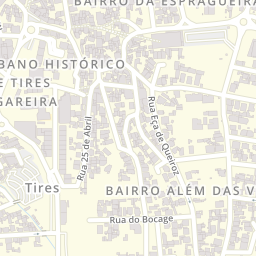 BAIRRO DA ESPRAGUEIRA
BANO HISTÓRICO
E TIRES
GAREIRA
Rua Eça de Queiroz
Rua 25 de Abril
Tires
BAIRRO ALÉM DAS V
Rua do Bocage